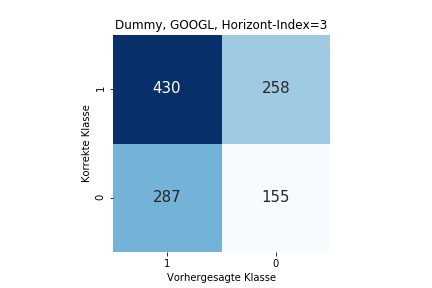 Dummy, GOOGL, Horizont-Index=3
Korrekte Klasse
1
430
258
0
287
155
1
0
Vorhergesagte Klasse